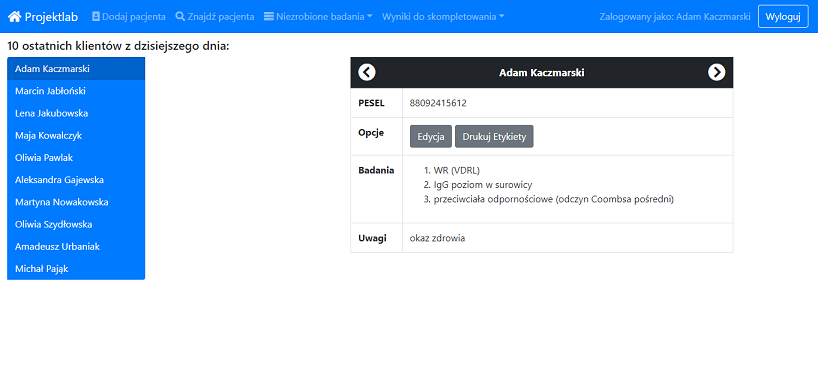 Projektlab Dodaj pacjenta Znajdź pacjenta Niezrobione badania Wyniki do skompletowania Zalogowany jako: Adam Kaczmarski Wyloguj
10 ostatnich klientów z dzisiejszego dnia:
Adam Kaczmarski
Marcin Jabłoński
Lena Jakubowska
Maja Kowalczyk
Oliwia Pawlak
Aleksandra Gajewska
Martyna Nowakowska
Oliwia Szydłowska
Amadeusz Urbaniak
Michał Pająk
Adam Kaczmarski
PESEL 88092415612
Opcje Edycja Drukuj Etykiety
Badania 1. WR (VDRL)
2. IgG poziom w surowicy
3. przeciwciała odpornościowe (odczyn Coombsa pośredni)
Uwagi okaz zdrowia